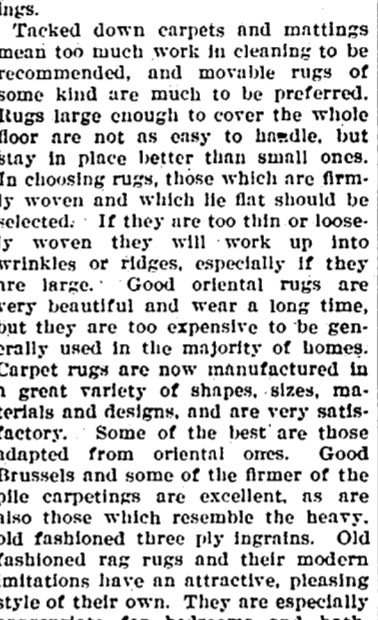 ings.
Tacked down carpets and mattings
mean too much work in cleaning to be
recommended, and movable rugs of
some kind are much to be preferred.
Rugs large enough to cover the whole
floor are not as easy to handle, but
stay in place better than small ones.
In choosing rugs, those which are firm-
ly woven and which lie flat should be
selected. If they are too thin or loose-
ly woven they will work up into
wrinkles or ridges, especially if they
are large. Good oriental rugs are
very beautiful and wear a long time,
but they are too expensive to be gen-
erally used in the majority of homes.
Carpet rugs are now manufactured in
a great variety of shapes, sizes, ma-
terials and designs, and are very satis-
factory. Some of the best are those
adapted from oriental ones. Good
Brussels and some of the firmer of the
pile carpetings are excellent, as are
also those which resemble the heavy,
old fashioned three ply ingrains. Old
fashioned rag rugs and their modern
imitations have an attractive, pleasing
style of their own. They are especially